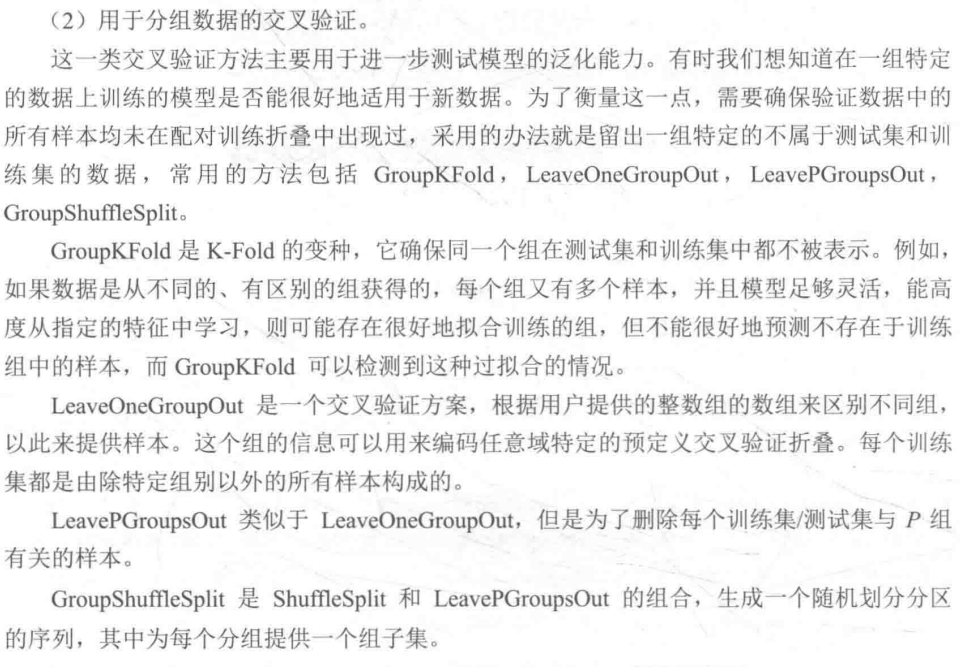 （2）用于分组数据的交叉验证。
这一类交叉验证方法主要用于进一步测试模型的泛化能力。有时我们想知道在一组特定
的数据上训练的模型是否能很好地适用于新数据。为了衡量这一点，需要确保验证数据中的
所有样本均未在配对训练折叠中出现过，采用的办法就是留出一组特定的不属于测试集和训
练集的数据，常用的方法包括 GroupKFold，LeaveOneGroupOut，LeavePGroupsOut，
GroupShuffleSplit。
GroupKFold 是 K-Fold 的变种，它确保同一个组在测试集和训练集中都不被表示。例如，
如果数据是从不同的、有区别的组获得的，每个组又有多个样本，并且模型足够灵活，能高
度从指定的特征中学习，则可能存在很好地拟合训练的组，但不能很好地预测不存在于训练
组中的样本，而 GroupKFold 可以检测到这种过拟合的情况。
LeaveOneGroupOut 是一个交叉验证方案，根据用户提供的整数组的数组来区别不同组，
以此来提供样本。这个组的信息可以用来编码任意域特定的预定义交叉验证折叠。每个训练
集都是由除特定组别以外的所有样本构成的。
LeavePGroupsOut 类似于 LeaveOneGroupOut，但是为了删除每个训练集/测试集与 P 组
有关的样本。
GroupShuffleSplit 是 ShuffleSplit 和 LeavePGroupsOut 的组合，生成一个随机划分分区
的序列，其中为每个分组提供一个组子集。